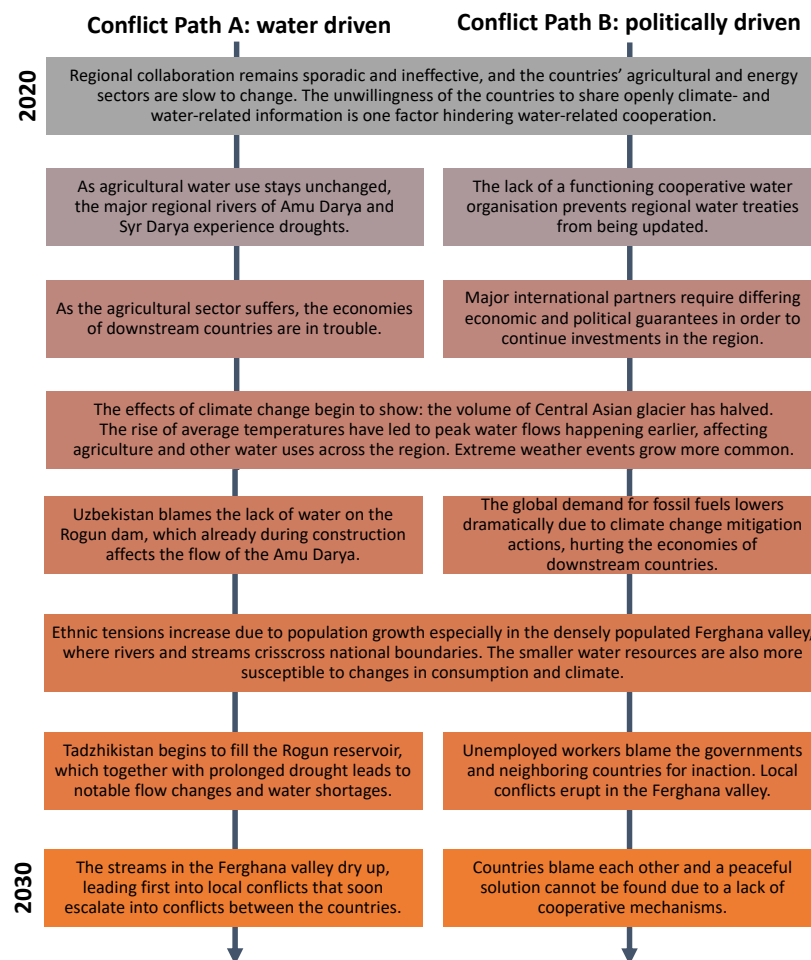 Conflict Path A: water driven
Conflict Path B: politically driven
2020
Regional collaboration remains sporadic and ineffective, and the countries' agricultural and energy
sectors are slow to change. The unwillingness of the countries to share openly climate- and
water-related information is one factor hindering water-related cooperation.
As agricultural water use stays unchanged,
the major regional rivers of Amu Darya and
Syr Darya experience droughts.
The lack of a functioning cooperative water
organisation prevents regional water treaties
from being updated.
As the agricultural sector suffers, the economies
of downstream countries are in trouble.
Major international partners require differing
economic and political guarantees in order to
continue investments in the region.
The effects of climate change begin to show: the volume of Central Asian glacier has halved.
The rise of average temperatures have led to peak water flows happening earlier, affecting
agriculture and other water uses across the region. Extreme weather events grow more common.
Uzbekistan blames the lack of water on the
Rogun dam, which already during construction
affects the flow of the Amu Darya.
The global demand for fossil fuels lowers
dramatically due to climate change mitigation
actions, hurting the economies of
downstream countries.
Ethnic tensions increase due to population growth especially in the densely populated Ferghana valley,
where rivers and streams crisscross national boundaries. The smaller water resources are also more
susceptible to changes in consumption and climate.
Tadzhikistan begins to fill the Rogun reservoir,
which together with prolonged drought leads to
notable flow changes and water shortages.
Unemployed workers blame the governments
and neighboring countries for inaction. Local
conflicts erupt in the Ferghana valley.
2030
The streams in the Ferghana valley dry up,
leading first into local conflicts that soon
escalate into conflicts between the countries.
Countries blame each other and a peaceful
solution cannot be found due to a lack of
cooperative mechanisms.